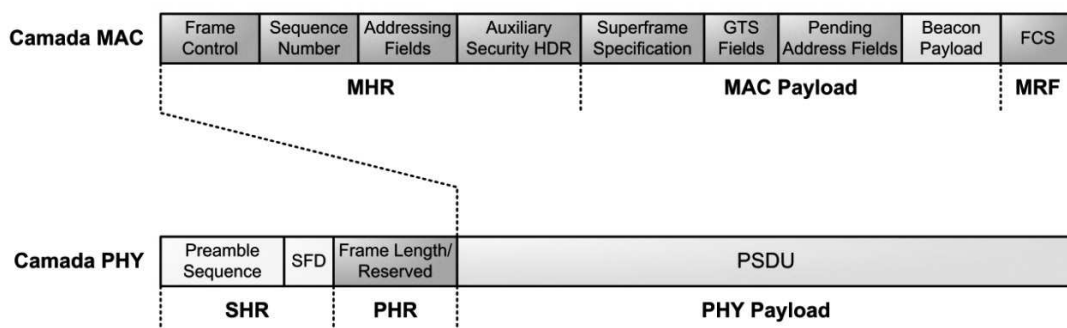 Camada MAC
Frame
Control
Sequence
Number
Addressing
Fields
Auxiliary
Security HDR
Superframe
Specification
GTS
Fields
Pending
Address Fields
Beacon
Payload
FCS
MHR
MAC Payload
MRF
Camada PHY
Preamble
Sequence
SFD
Frame Length/
Reserved
PSDU
SHR
PHR
PHY Payload